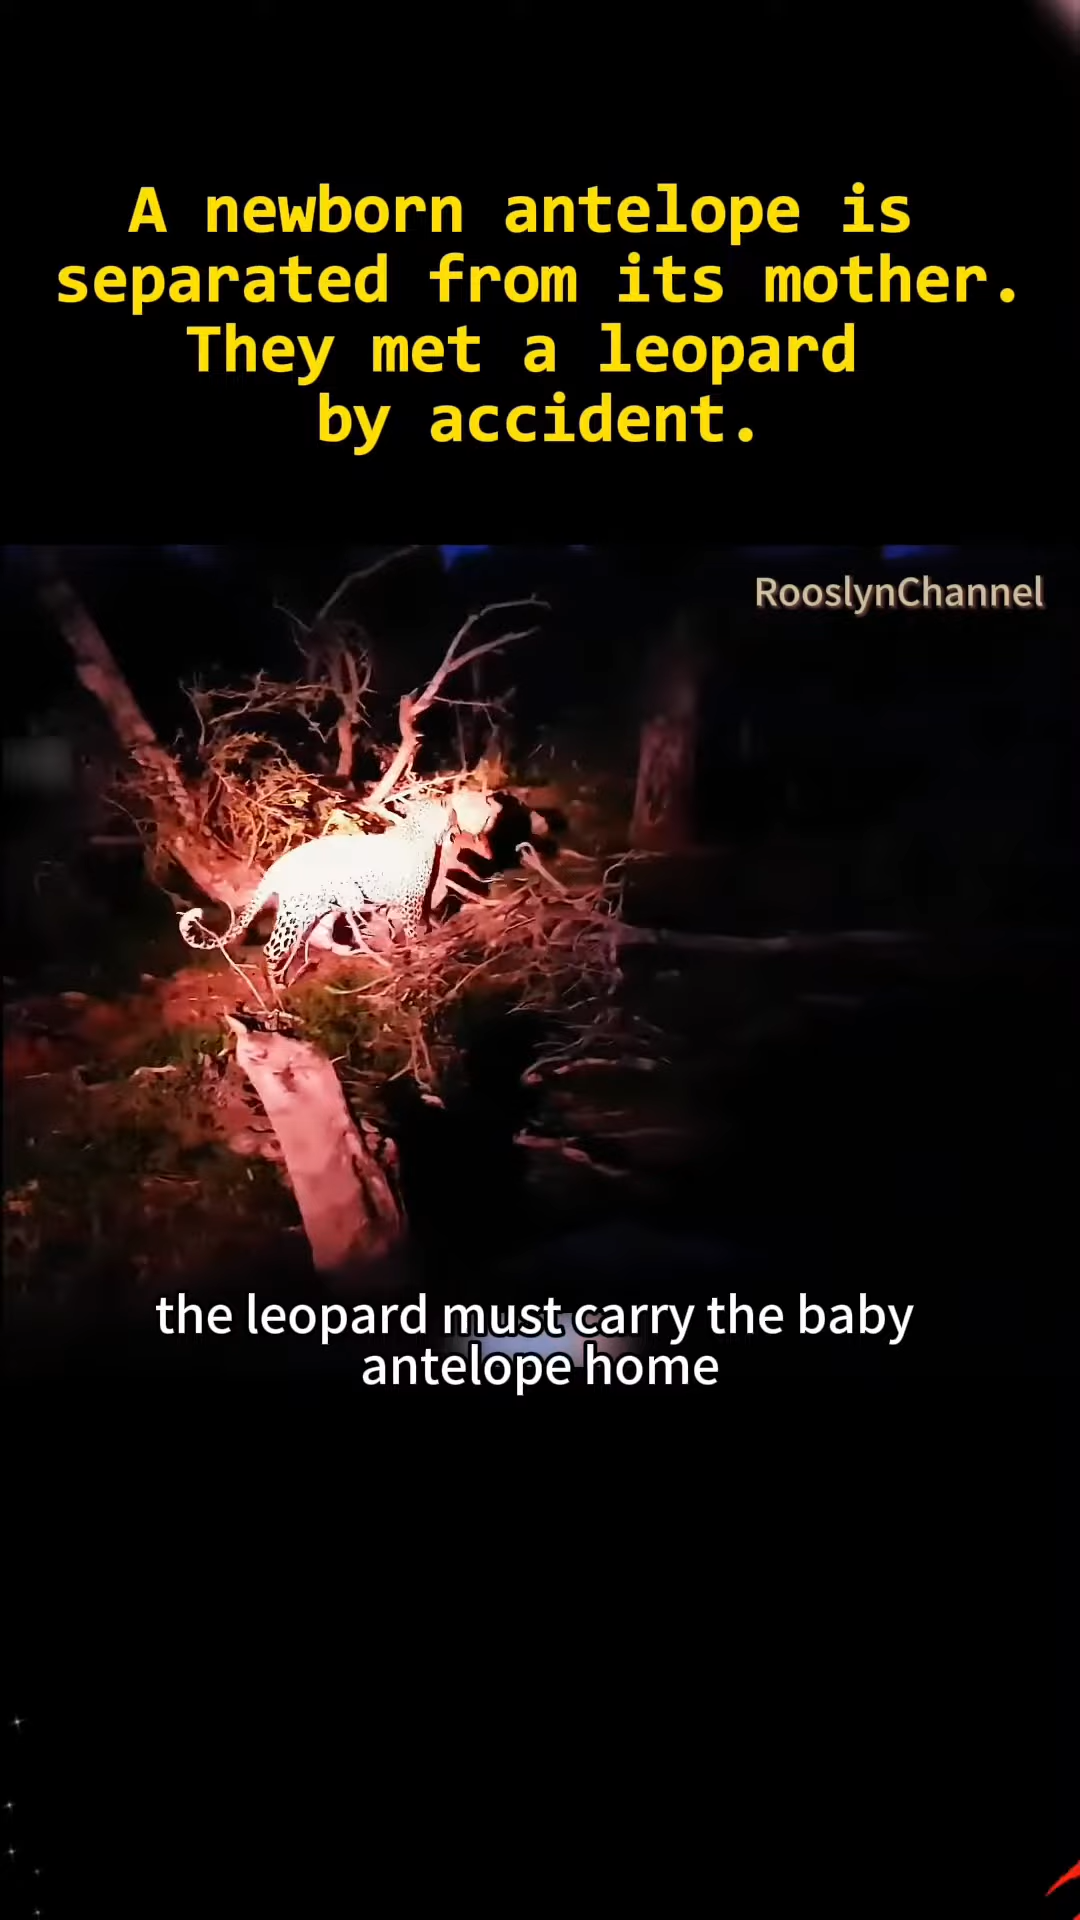 A newborn antelope is
separated from its mother.
They met a leopard
by accident.
RooslynChannel
the leopard must carry the baby
antelope home